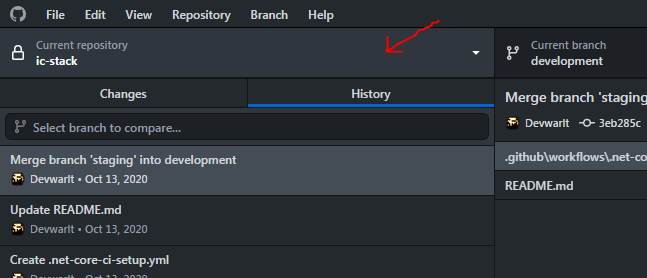 File Edit View Repository Branch Help
Current repository
ic-stack
Current branch
development
Changes
History
Select branch to compare...
Merge branch 'staging' into development
Devwarlt • Oct 13, 2020
Update README.md
Devwarlt • Oct 13, 2020
Create .net-core-ci-setup.yml
Merge branch 'staging
Devwarlt 3eb285c
.github\workflows\.net-co
README.md